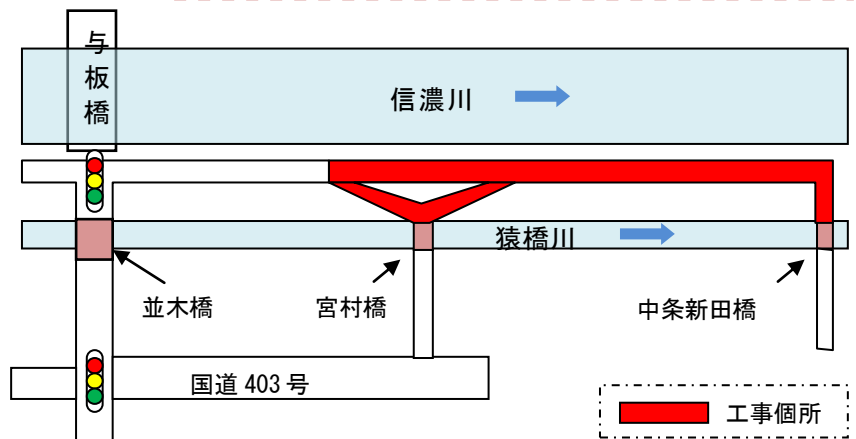 与板橋
信濃川
猿橋川
並木橋
宮村橋
中条新田橋
国道 403 号
工事個所